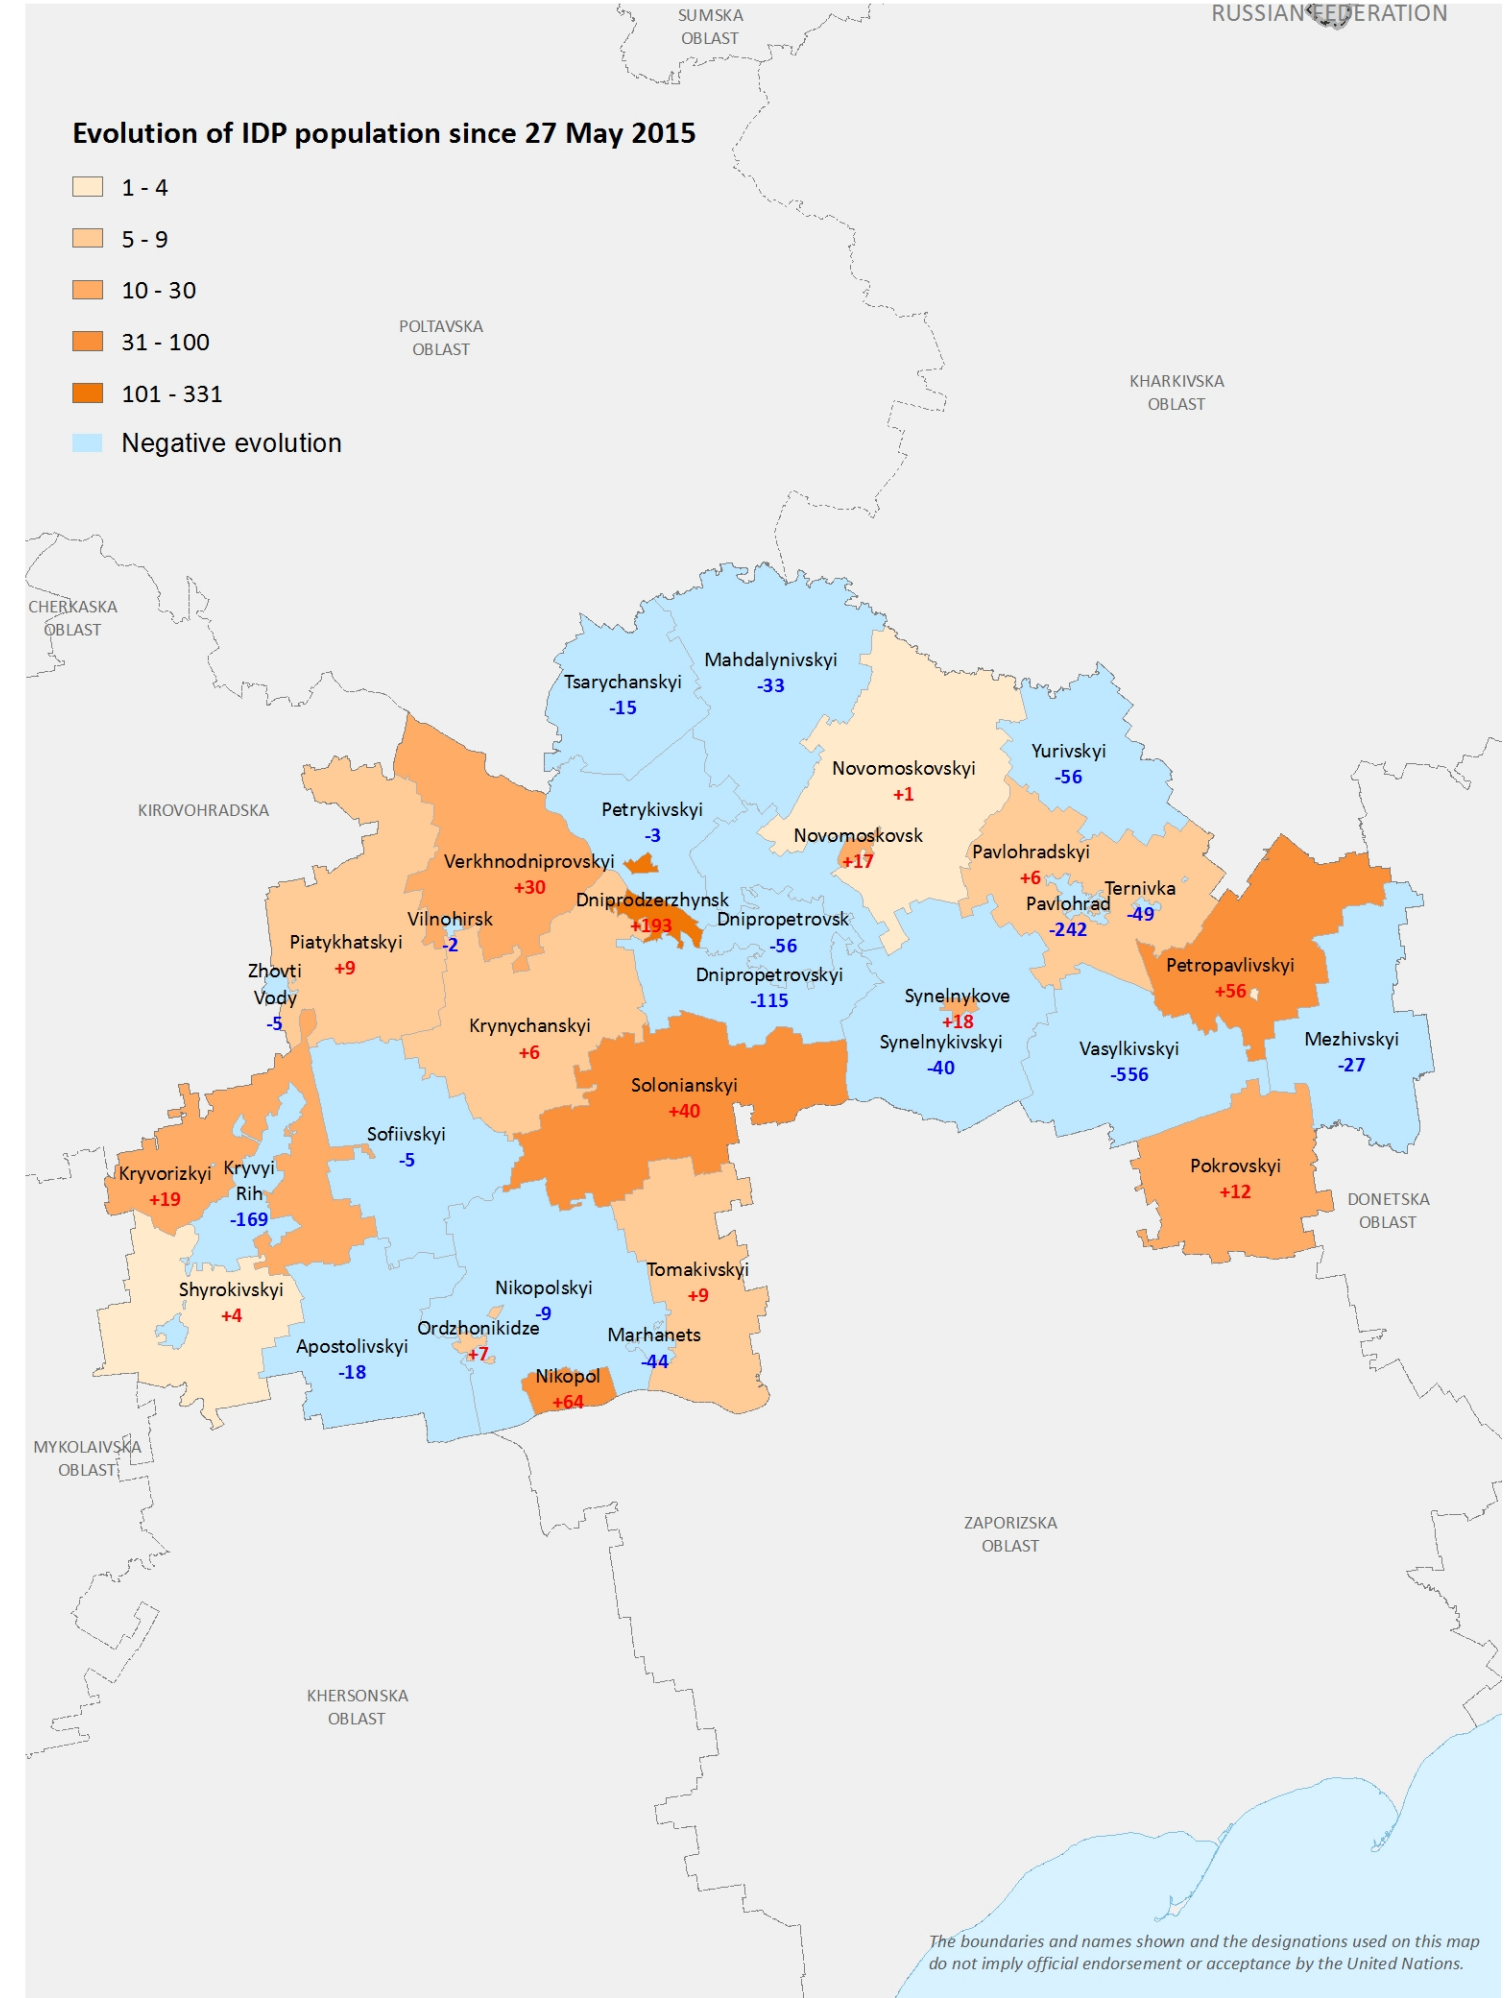 SUMSKA
OBLAST
RUSSIAN FEDERATION
Evolution of IDP population since 27 May 2015
1 - 4
5 - 9
10 - 30
31 - 100
101 - 331
Negative evolution
POLTAVSKA
OBLAST
KHARKIVSKA
OBLAST
CHERKASKA
OBLAST
KIROVOHRADSKA
Tsarychanskyi
-15
Mahdalynivskyi
-33
Novomoskovskyi
+1
Yurivskyi
-56
Petrykivskyi
-3
Novomoskovsk
+17
Verkhnodniprovskyi
+30
Pavlohradskyi
+6
Ternivka
-49
Pavlohrad
-242
Dniprodzerzhynsk
+193
Vilnohirsk
-2
Dnipropetrovsk
-56
Piatykhatskyi
+9
Zhovti
Vody
-5
Dnipropetrovskyi
-115
Petropavlivskyi
+56
Synelnykove
+18
Krynychanskyi
+6
Synelnykivskyi
-40
Vasylkivskyi
-556
Mezhivskyi
-27
Solonianskyi
+40
Sofiivskyi
-5
Kryvorizkyi
+19
Kryvyi
Rih
-169
Pokrovskyi
+12
DONETSKA
OBLAST
Shyrokivskyi
+4
Tomakivskyi
+9
Nikopolskyi
-9
Ordzhonikidze
+7
Marhanets
-44
Apostolivskyi
-18
Nikopol
+64
MYKOLAIVSKA
OBLAST
ZAPORIZSKA
OBLAST
KHERSONSKA
OBLAST
The boundaries and names shown and the designations used on this map
do not imply official endorsement or acceptance by the United Nations.